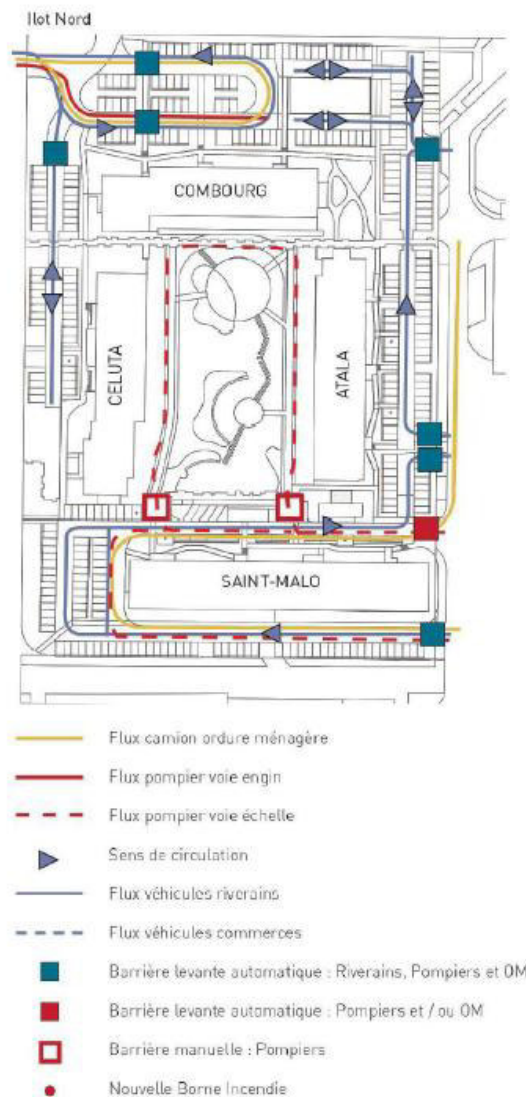 Ilot Nord
COMBOURG
CELUTA
ATALA
SAINT-MALO
Flux camion ordure ménagère
Flux pompier voie engin
Flux pompier voie échelle
Sens de circulation
Flux véhicules riverains
Flux véhicules commerces
Barrière levante automatique : Riverains, Pompiers et OM
Barrière levante automatique : Pompiers et / ou OM
Barrière manuelle : Pompiers
Nouvelle Borne Incendie